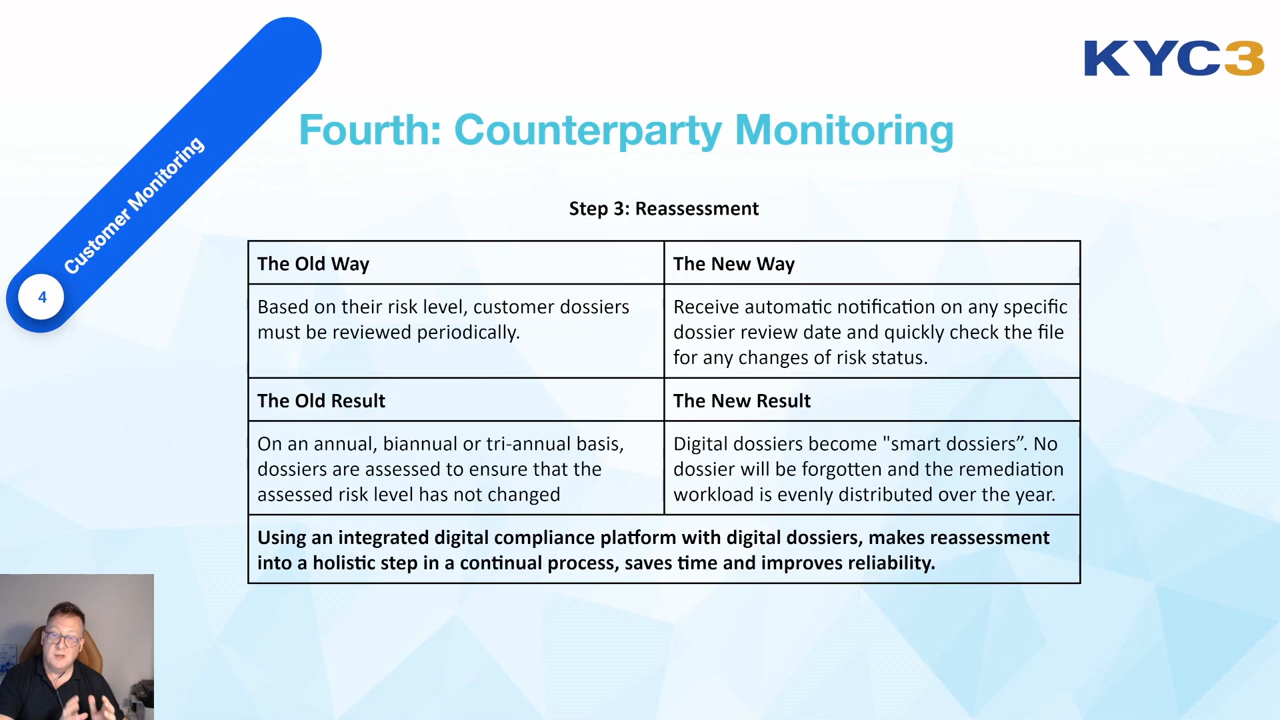 KYC3
Customer Monitoring
4
Fourth: Counterparty Monitoring
Step 3: Reassessment
The Old Way
Based on their risk level, customer dossiers
must be reviewed periodically.
The New Way
Receive automatic notification on any specific
dossier review date and quickly check the file
for any changes of risk status.
The Old Result
On an annual, biannual or tri-annual basis,
dossiers are assessed to ensure that the
assessed risk level has not changed
The New Result
Digital dossiers become "smart dossiers”. No
dossier will be forgotten and the remediation
workload is evenly distributed over the year.
Using an integrated digital compliance platform with digital dossiers, makes reassessment
into a holistic step in a continual process, saves time and improves reliability.